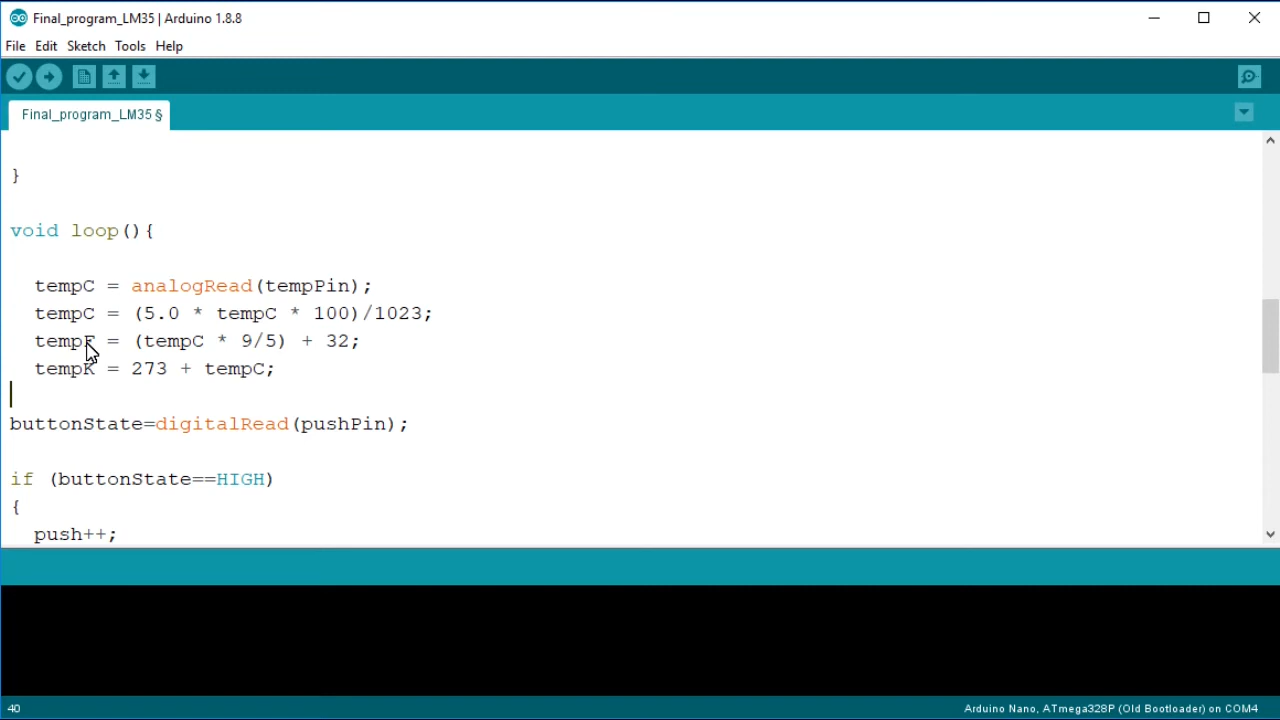 Final_program_LM35 | Arduino 1.8.8
File Edit Sketch Tools Help
Final_program_LM35 §
}
void loop(){
tempC = analogRead(tempPin);
tempC = (5.0 * tempC * 100)/1023;
tempF = (tempC * 9/5) + 32;
tempK = 273 + tempC;
buttonState=digitalRead(pushPin);
if (buttonState==HIGH)
{
push++;
40
Arduino Nano, ATmega328P (Old Bootloader) on COM4